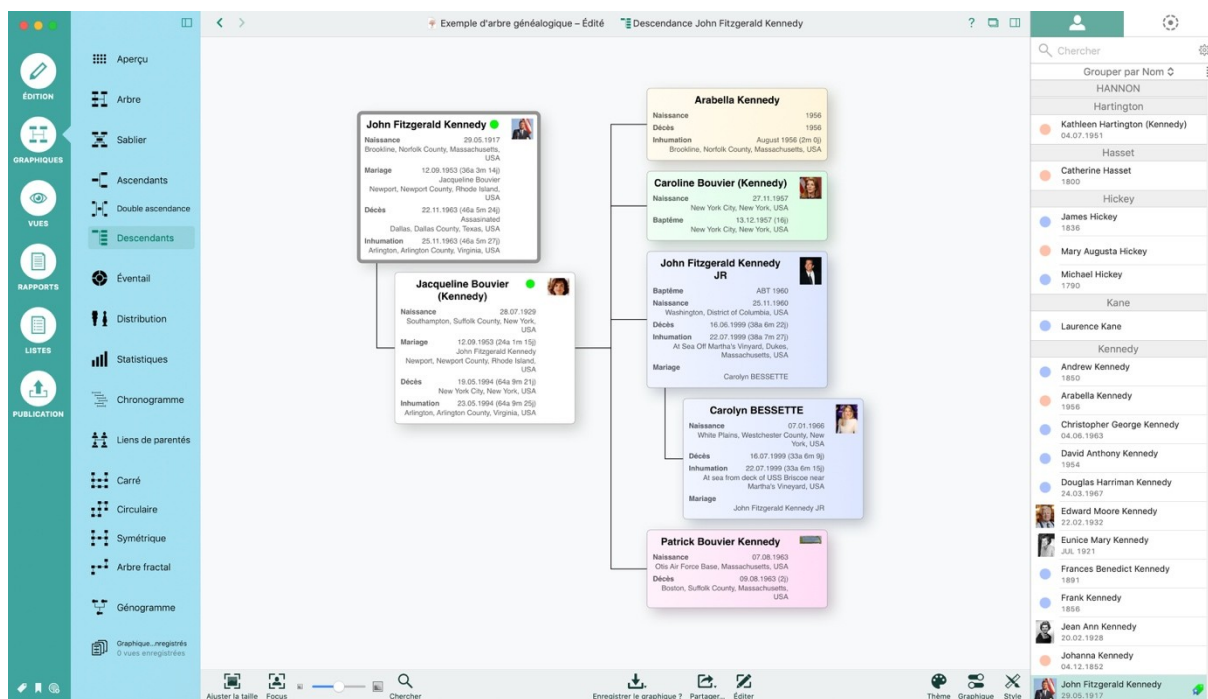 Exemple d'arbre généalogique – Édité
Descendance John Fitzgerald Kennedy
?
ÉDITION
GRAPHIQUES
VUES
RAPPORTS
LISTES
PUBLICATION
Aperçu
Arbre
Sablier
Ascendants
Double ascendance
Descendants
Éventail
Distribution
Statistiques
Chronogramme
Liens de parentés
Carré
Circulaire
Symétrique
Arbre fractal
Génogramme
Graphique...nregistrés
0 vues enregistrées
John Fitzgerald Kennedy
Naissance 29.05.1917
Brookline, Norfolk County, Massachusetts,
USA
Mariage 12.09.1953 (36a 3m 14j)
Jacqueline Bouvier
Newport, Newport County, Rhode Island,
USA
Décès 22.11.1963 (46a 5m 24j)
Assasinated
Dallas, Dallas County, Texas, USA
Inhumation 25.11.1963 (46a 5m 27j)
Arlington, Arlington County, Virginia, USA
Jacqueline Bouvier
(Kennedy)
Naissance 28.07.1929
Southampton, Suffolk County, New York,
USA
Mariage 12.09.1953 (24a 1m 15j)
John Fitzgerald Kennedy
Newport, Newport County, Rhode Island,
USA
Décès 19.05.1994 (64a 9m 21j)
New York City, New York, USA
Inhumation 23.05.1994 (64a 9m 25j)
Arlington, Arlington County, Virginia, USA
Arabella Kennedy
Naissance 1956
Décès 1956
Inhumation August 1956 (2m 0j)
Brookline, Norfolk County, Massachusetts, USA
Caroline Bouvier (Kennedy)
Naissance 27.11.1957
New York City, New York, USA
Baptême 13.12.1957 (16j)
New York City, New York, USA
John Fitzgerald Kennedy
JR
Baptême ABT 1960
Naissance 25.11.1960
Washington, District of Columbia, USA
Décès 16.06.1999 (38a 6m 22j)
Inhumation 22.07.1999 (38a 7m 27j)
At Sea Off Martha's Vinyard, Dukes,
Massachusetts, USA
Mariage
Carolyn BESSETTE
Carolyn BESSETTE
Naissance 07.01.1966
White Plains, Westchester County, New
York, USA
Décès 16.07.1999 (33a 6m 9j)
Inhumation 22.07.1999 (33a 6m 15j)
At sea from deck of USS Briscoe near
Martha's Vineyard, USA
Mariage
John Fitzgerald Kennedy JR
Patrick Bouvier Kennedy
Naissance 07.08.1963
Otis Air Force Base, Massachusetts, USA
Décès 09.08.1963 (2j)
Boston, Suffolk County, Massachusetts,
USA
Ajuster la taille
Focus
Chercher
Enregistrer le graphique ?
Partager...
Éditer
Thème
Graphique
Style
Chercher
Grouper par Nom
HANNON
Hartington
Kathleen Hartington (Kennedy)
04.07.1951
Hasset
Catherine Hasset
1800
Hickey
James Hickey
1836
Mary Augusta Hickey
Michael Hickey
1790
Kane
Laurence Kane
Kennedy
Andrew Kennedy
1850
Arabella Kennedy
1956
Christopher George Kennedy
04.06.1963
David Anthony Kennedy
1954
Douglas Harriman Kennedy
24.03.1967
Edward Moore Kennedy
22.02.1932
Eunice Mary Kennedy
JUL 1921
Frances Benedict Kennedy
1891
Frank Kennedy
1856
Jean Ann Kennedy
20.02.1928
Johanna Kennedy
04.12.1852
John Fitzgerald Kennedy
29.05.1917